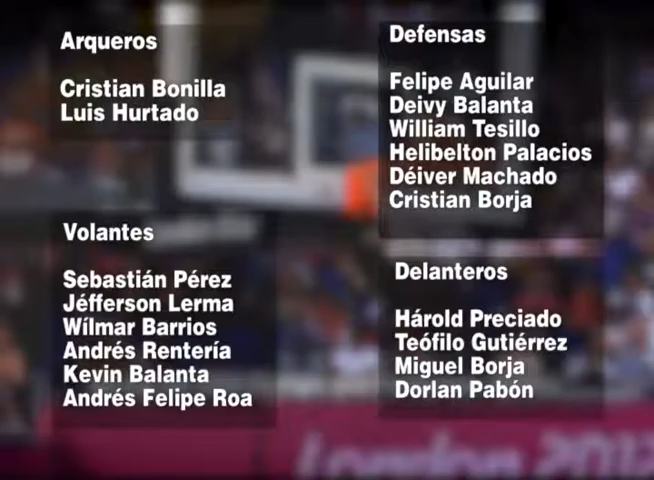 Arqueros
Cristian Bonilla
Luis Hurtado
Defensas
Felipe Aguilar
Deivy Balanta
William Tesillo
Helibelton Palacios
Déiver Machado
Cristian Borja
Volantes
Sebastián Pérez
Jéfferson Lerma
Wílmar Barrios
Andrés Rentería
Kevin Balanta
Andrés Felipe Roa
Delanteros
Hárold Preciado
Teófilo Gutiérrez
Miguel Borja
Dorlan Pabón
London 2012